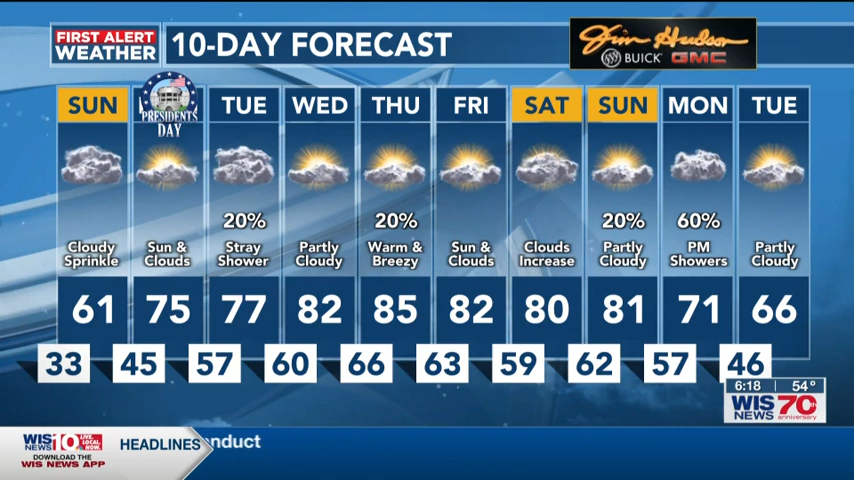 FIRST ALERT
WEATHER
10-DAY FORECAST
Jim Hudson
BUICK GMC
SUN PRESIDENTS DAY TUE WED THU FRI SAT SUN MON TUE
20% 20% 20% 60%
Cloudy Sprinkle
Sun & Clouds
Stray Shower
Partly Cloudy
Warm & Breezy
Sun & Clouds
Clouds Increase
Partly Cloudy
PM Showers
Partly Cloudy
61 75 77 82 85 82 80 81 71 66
33 45 57 60 66 63 59 62 57 46
6:18 54°
WIS NEWS 70th anniversary
WIS NEWS 10 LIVE. LOCAL. NOW.
DOWNLOAD THE
WIS NEWS APP
HEADLINES
onduct